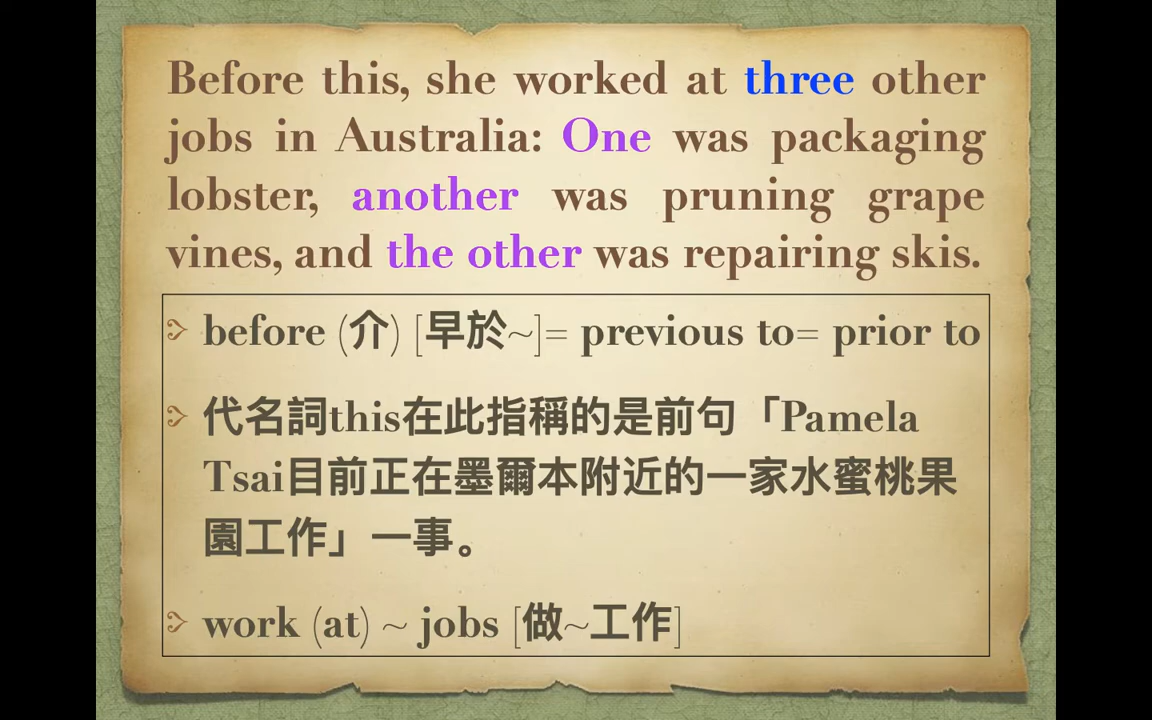 Before this, she worked at three other
jobs in Australia: One was packaging
lobster, another was pruning grape
vines, and the other was repairing skis.
before (介) [早於~]= previous to= prior to
代名詞this在此指稱的是前句「Pamela
Tsai目前正在墨爾本附近的一家水蜜桃果
園工作」一事。
work (at) ~ jobs [做~工作]